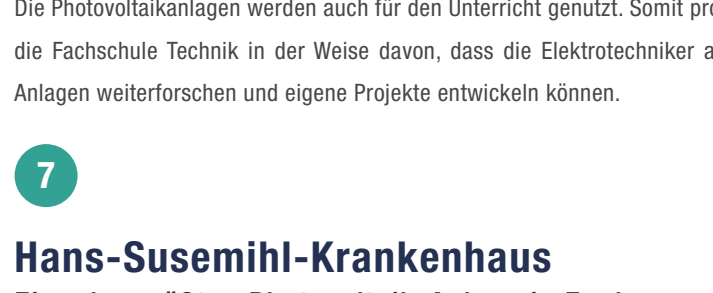 Die Photovoltaikanlagen werden auch für den Unterricht genutzt. Somit
die Fachschule Technik in der Weise davon, dass die Elektrotechniker
Anlagen weiterforschen und eigene Projekte entwickeln können.
7
Hans-Susemihl-Krankenhaus